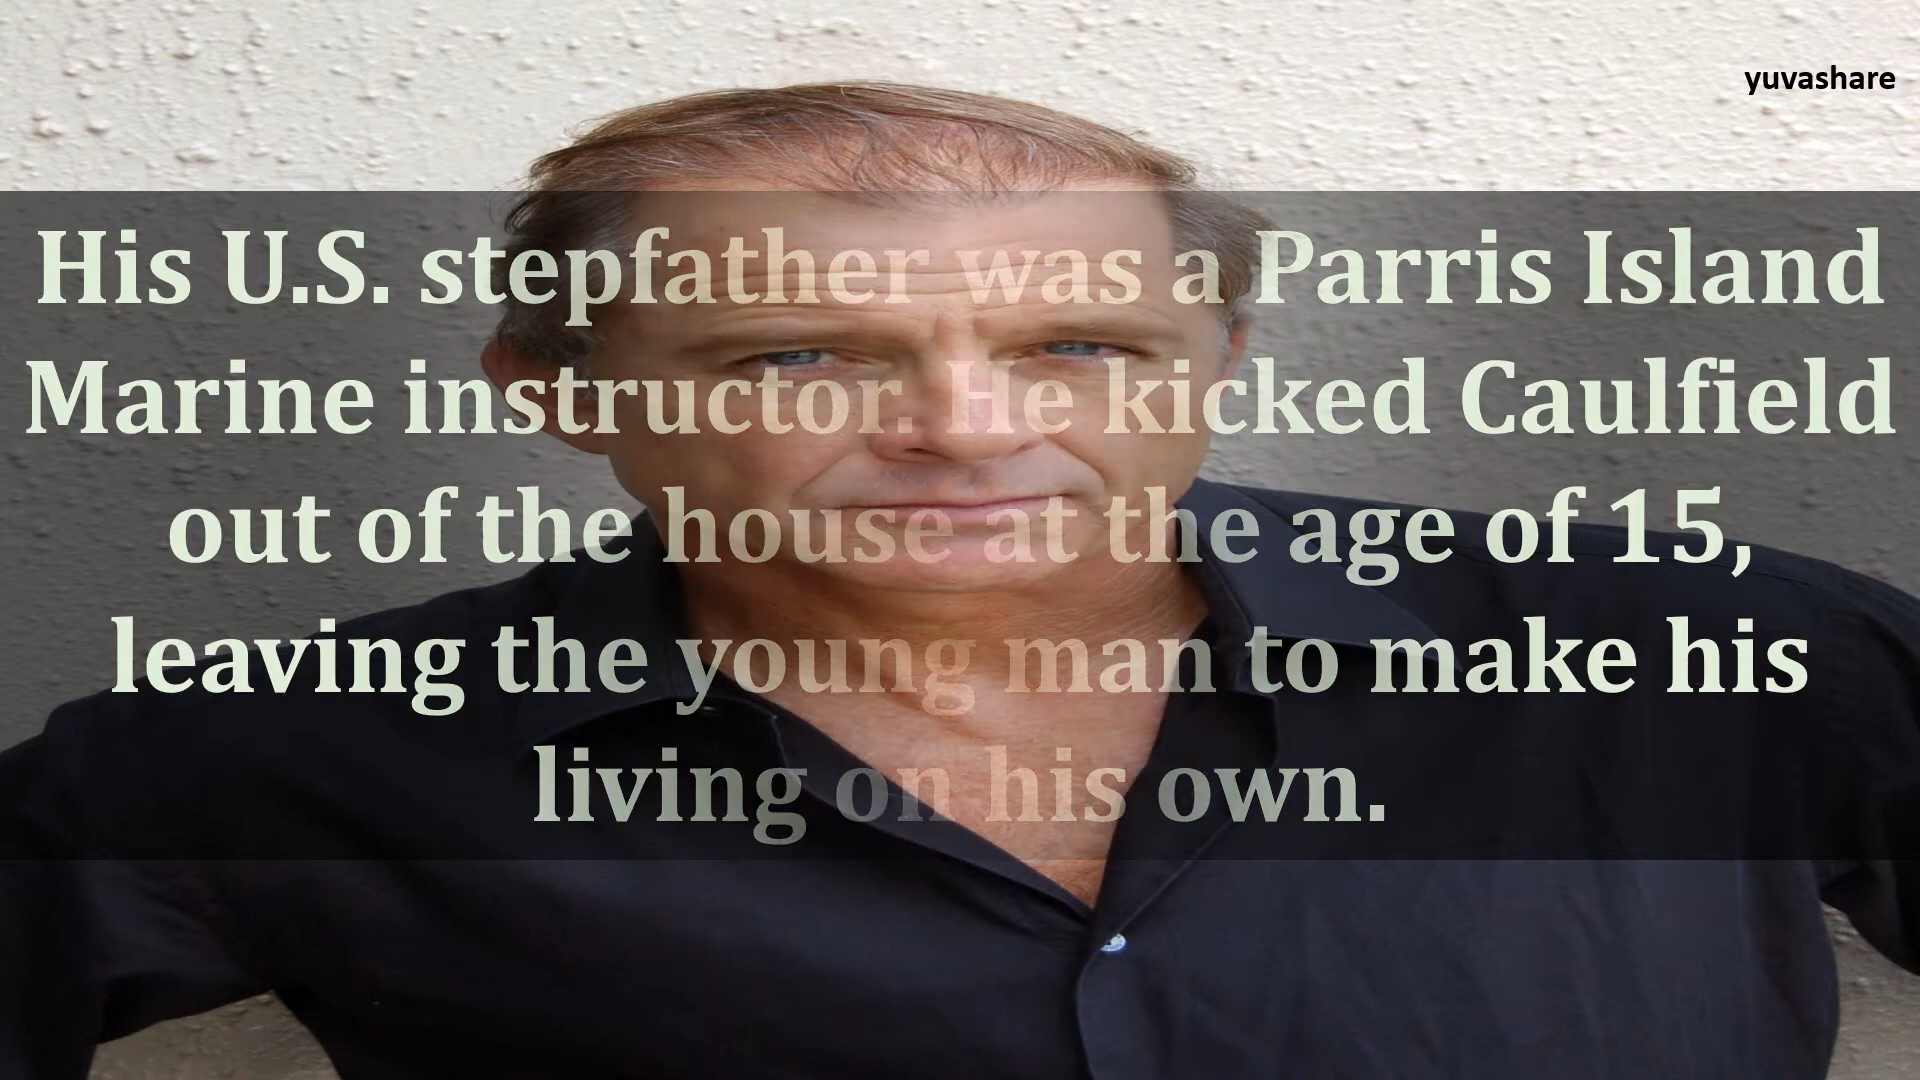 yuvashare
His U.S. stepfather was a Parris Island
Marine instructor. He kicked Caulfield
out of the house at the age of 15,
leaving the young man to make his
living on his own.